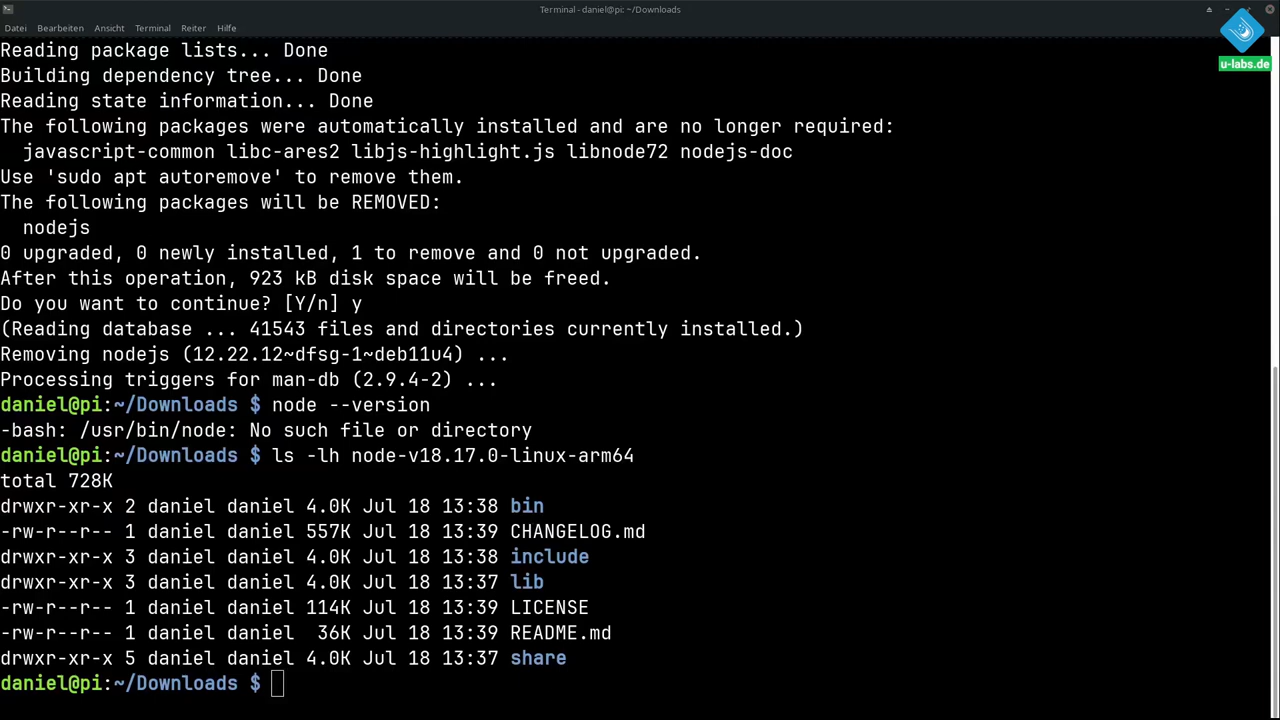 Terminal - daniel@pi: ~/Downloads
Datei Bearbeiten Ansicht Terminal Reiter Hilfe
u-labs.de
Reading package lists... Done
Building dependency tree... Done
Reading state information... Done
The following packages were automatically installed and are no longer required:
  javascript-common libc-ares2 libjs-highlight.js libnode72 nodejs-doc
Use 'sudo apt autoremove' to remove them.
The following packages will be REMOVED:
  nodejs
0 upgraded, 0 newly installed, 1 to remove and 0 not upgraded.
After this operation, 923 kB disk space will be freed.
Do you want to continue? [Y/n] y
(Reading database ... 41543 files and directories currently installed.)
Removing nodejs (12.22.12~dfsg-1~deb11u4) ...
Processing triggers for man-db (2.9.4-2) ...
daniel@pi:~/Downloads $ node --version
-bash: /usr/bin/node: No such file or directory
daniel@pi:~/Downloads $ ls -lh node-v18.17.0-linux-arm64
total 728K
drwxr-xr-x 2 daniel daniel 4.0K Jul 18 13:38 bin
-rw-r--r-- 1 daniel daniel 557K Jul 18 13:39 CHANGELOG.md
drwxr-xr-x 3 daniel daniel 4.0K Jul 18 13:38 include
drwxr-xr-x 3 daniel daniel 4.0K Jul 18 13:37 lib
-rw-r--r-- 1 daniel daniel 114K Jul 18 13:39 LICENSE
-rw-r--r-- 1 daniel daniel  36K Jul 18 13:39 README.md
drwxr-xr-x 5 daniel daniel 4.0K Jul 18 13:37 share
daniel@pi:~/Downloads $